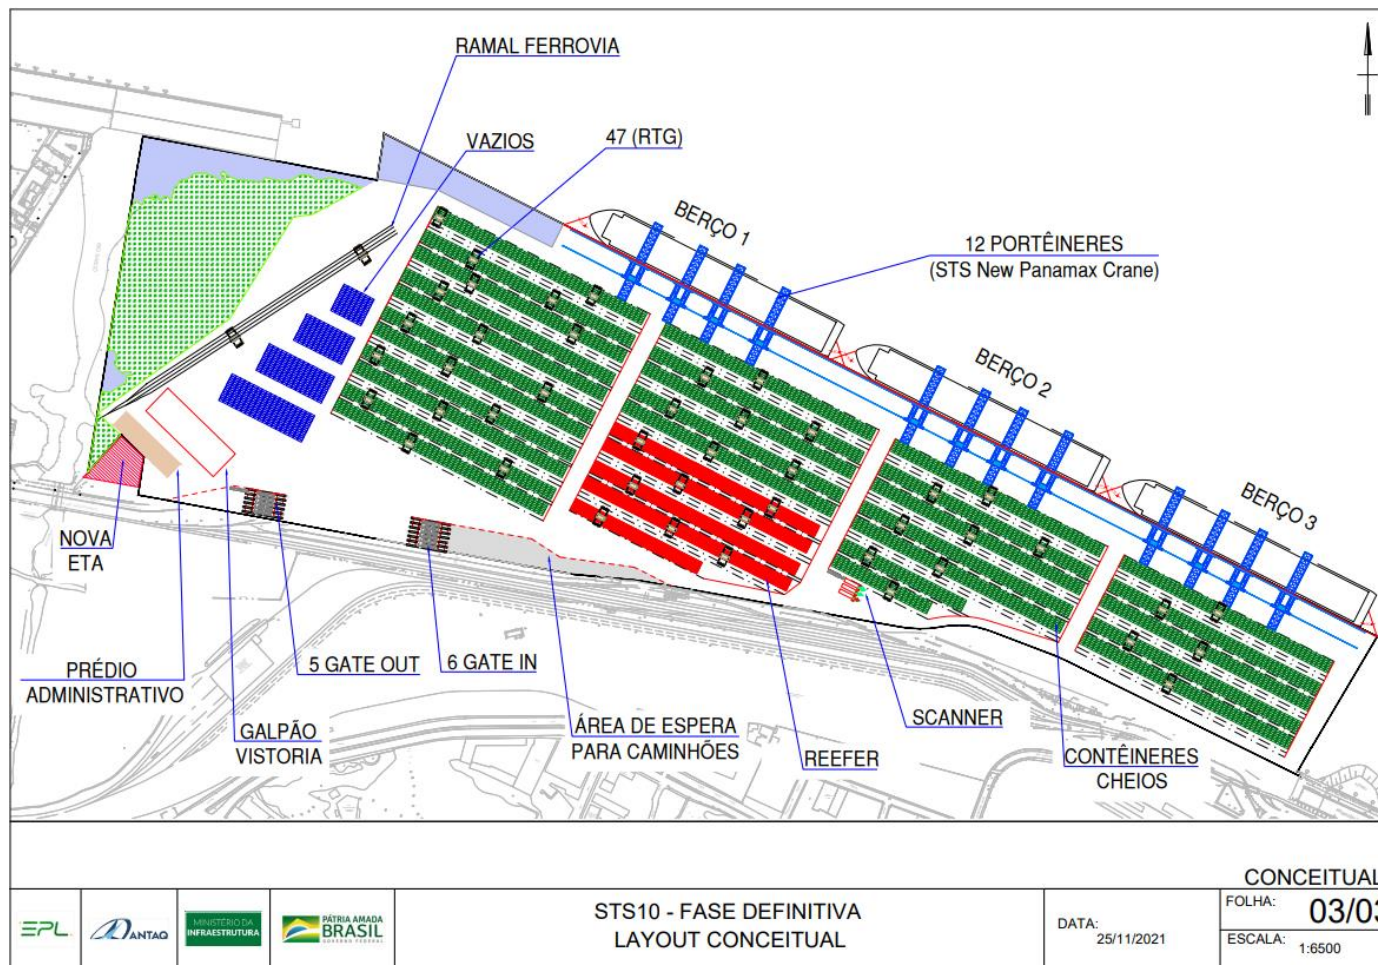 RAMAL FERROVIA
VAZIOS
47 (RTG)
BERÇO 1
12 PORTÊINERES
(STS New Panamax Crane)
BERÇO 2
BERÇO 3
NOVA
ETA
PRÉDIO
ADMINISTRATIVO
5 GATE OUT
6 GATE IN
GALPÃO
VISTORIA
ÁREA DE ESPERA
PARA CAMINHÕES
REEFER
SCANNER
CONTÊINERES
CHEIOS
CONCEITUAL
EPL
ANTAQ
MINISTÉRIO DA
INFRAESTRUTURA
PÁTRIA AMADA
BRASIL
GOVERNO FEDERAL
STS10 - FASE DEFINITIVA
LAYOUT CONCEITUAL
DATA:
25/11/2021
FOLHA:
03/03
ESCALA:
1:6500